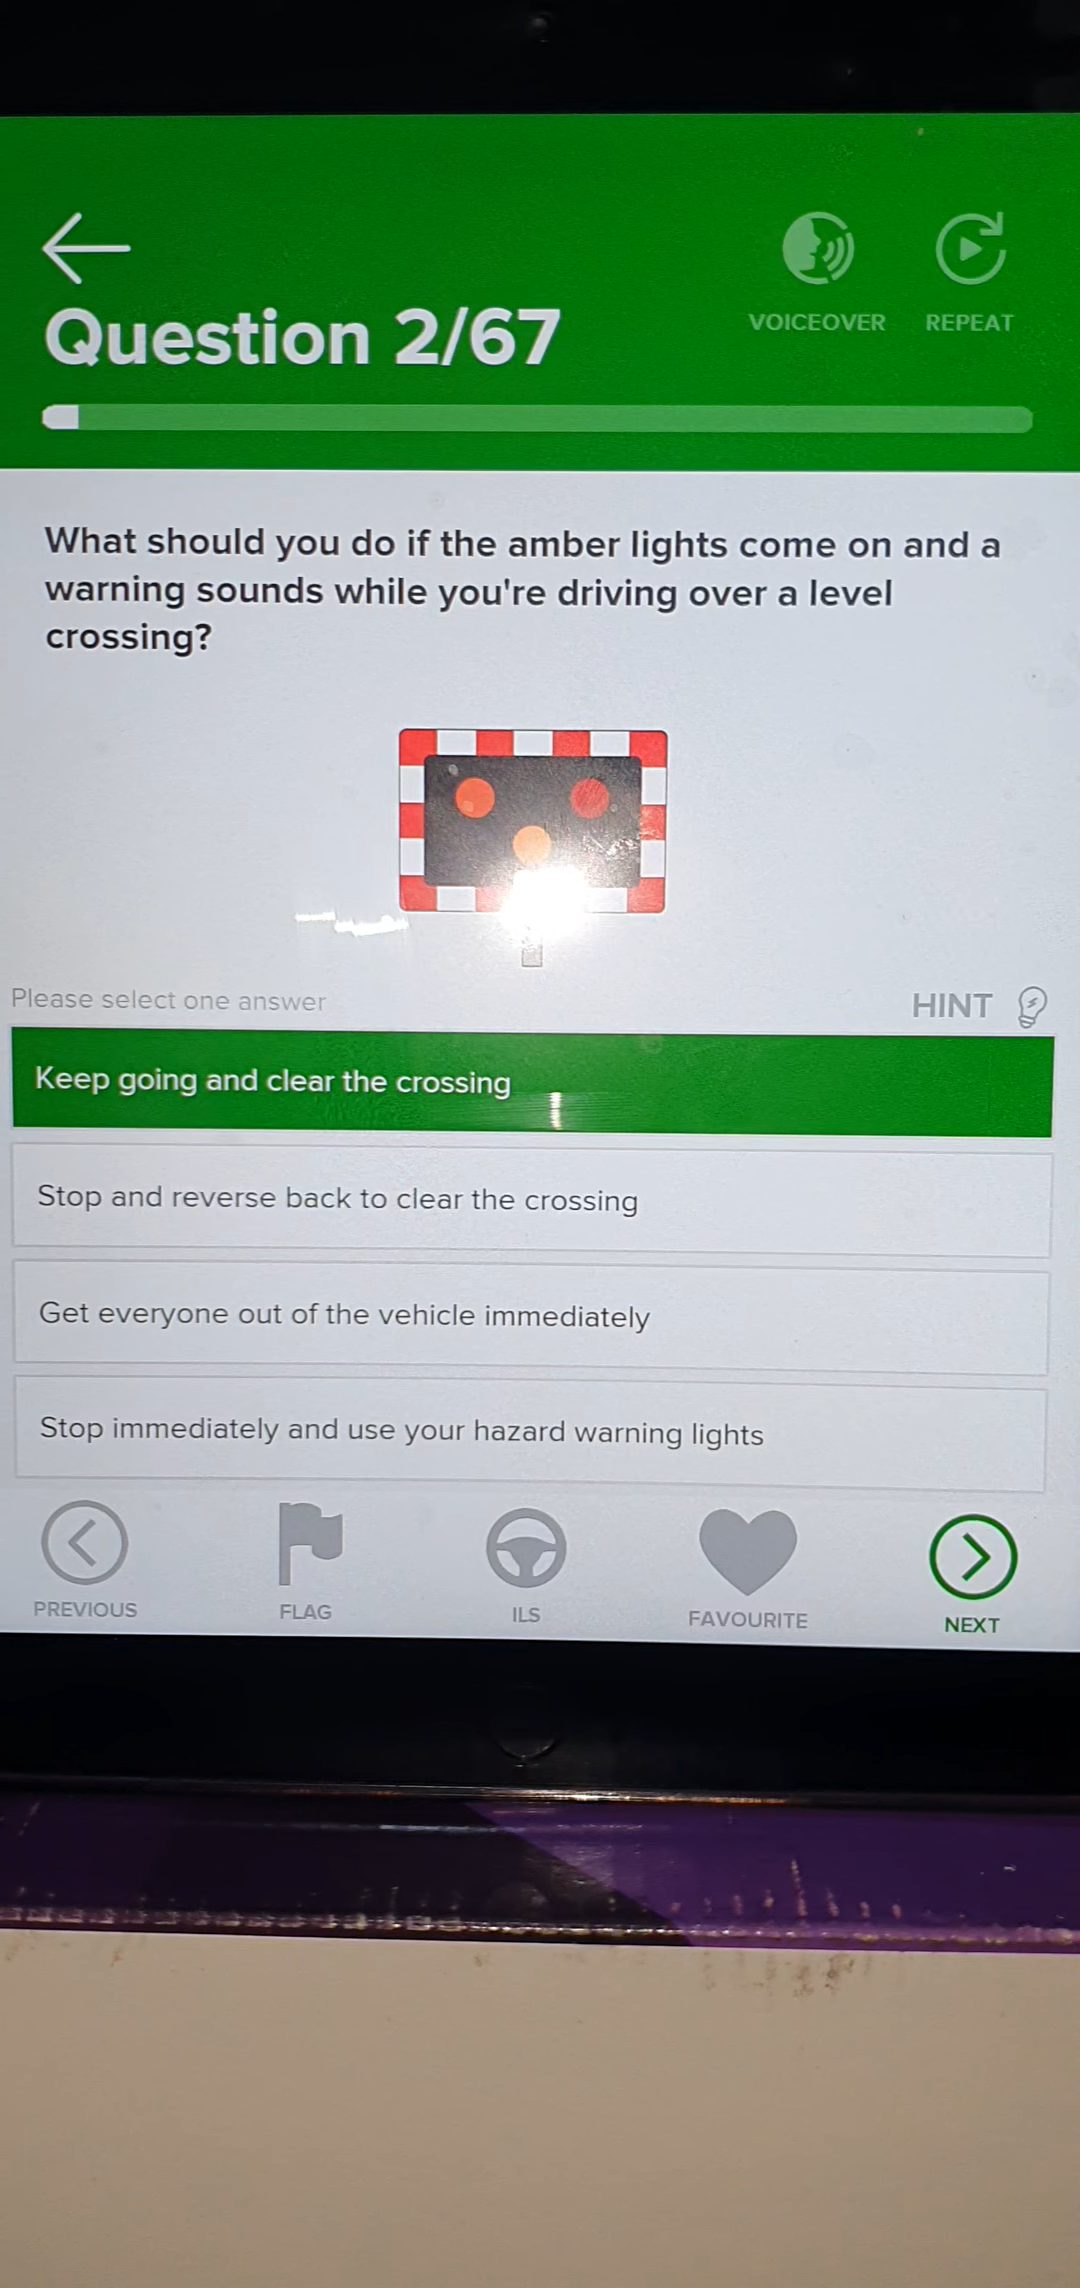 VOICEOVER REPEAT
Question 2/67
What should you do if the amber lights come on and a
warning sounds while you're driving over a level
crossing?
Please select one answer
HINT
Keep going and clear the crossing
Stop and reverse back to clear the crossing
Get everyone out of the vehicle immediately
Stop immediately and use your hazard warning lights
PREVIOUS FLAG ILS FAVOURITE NEXT